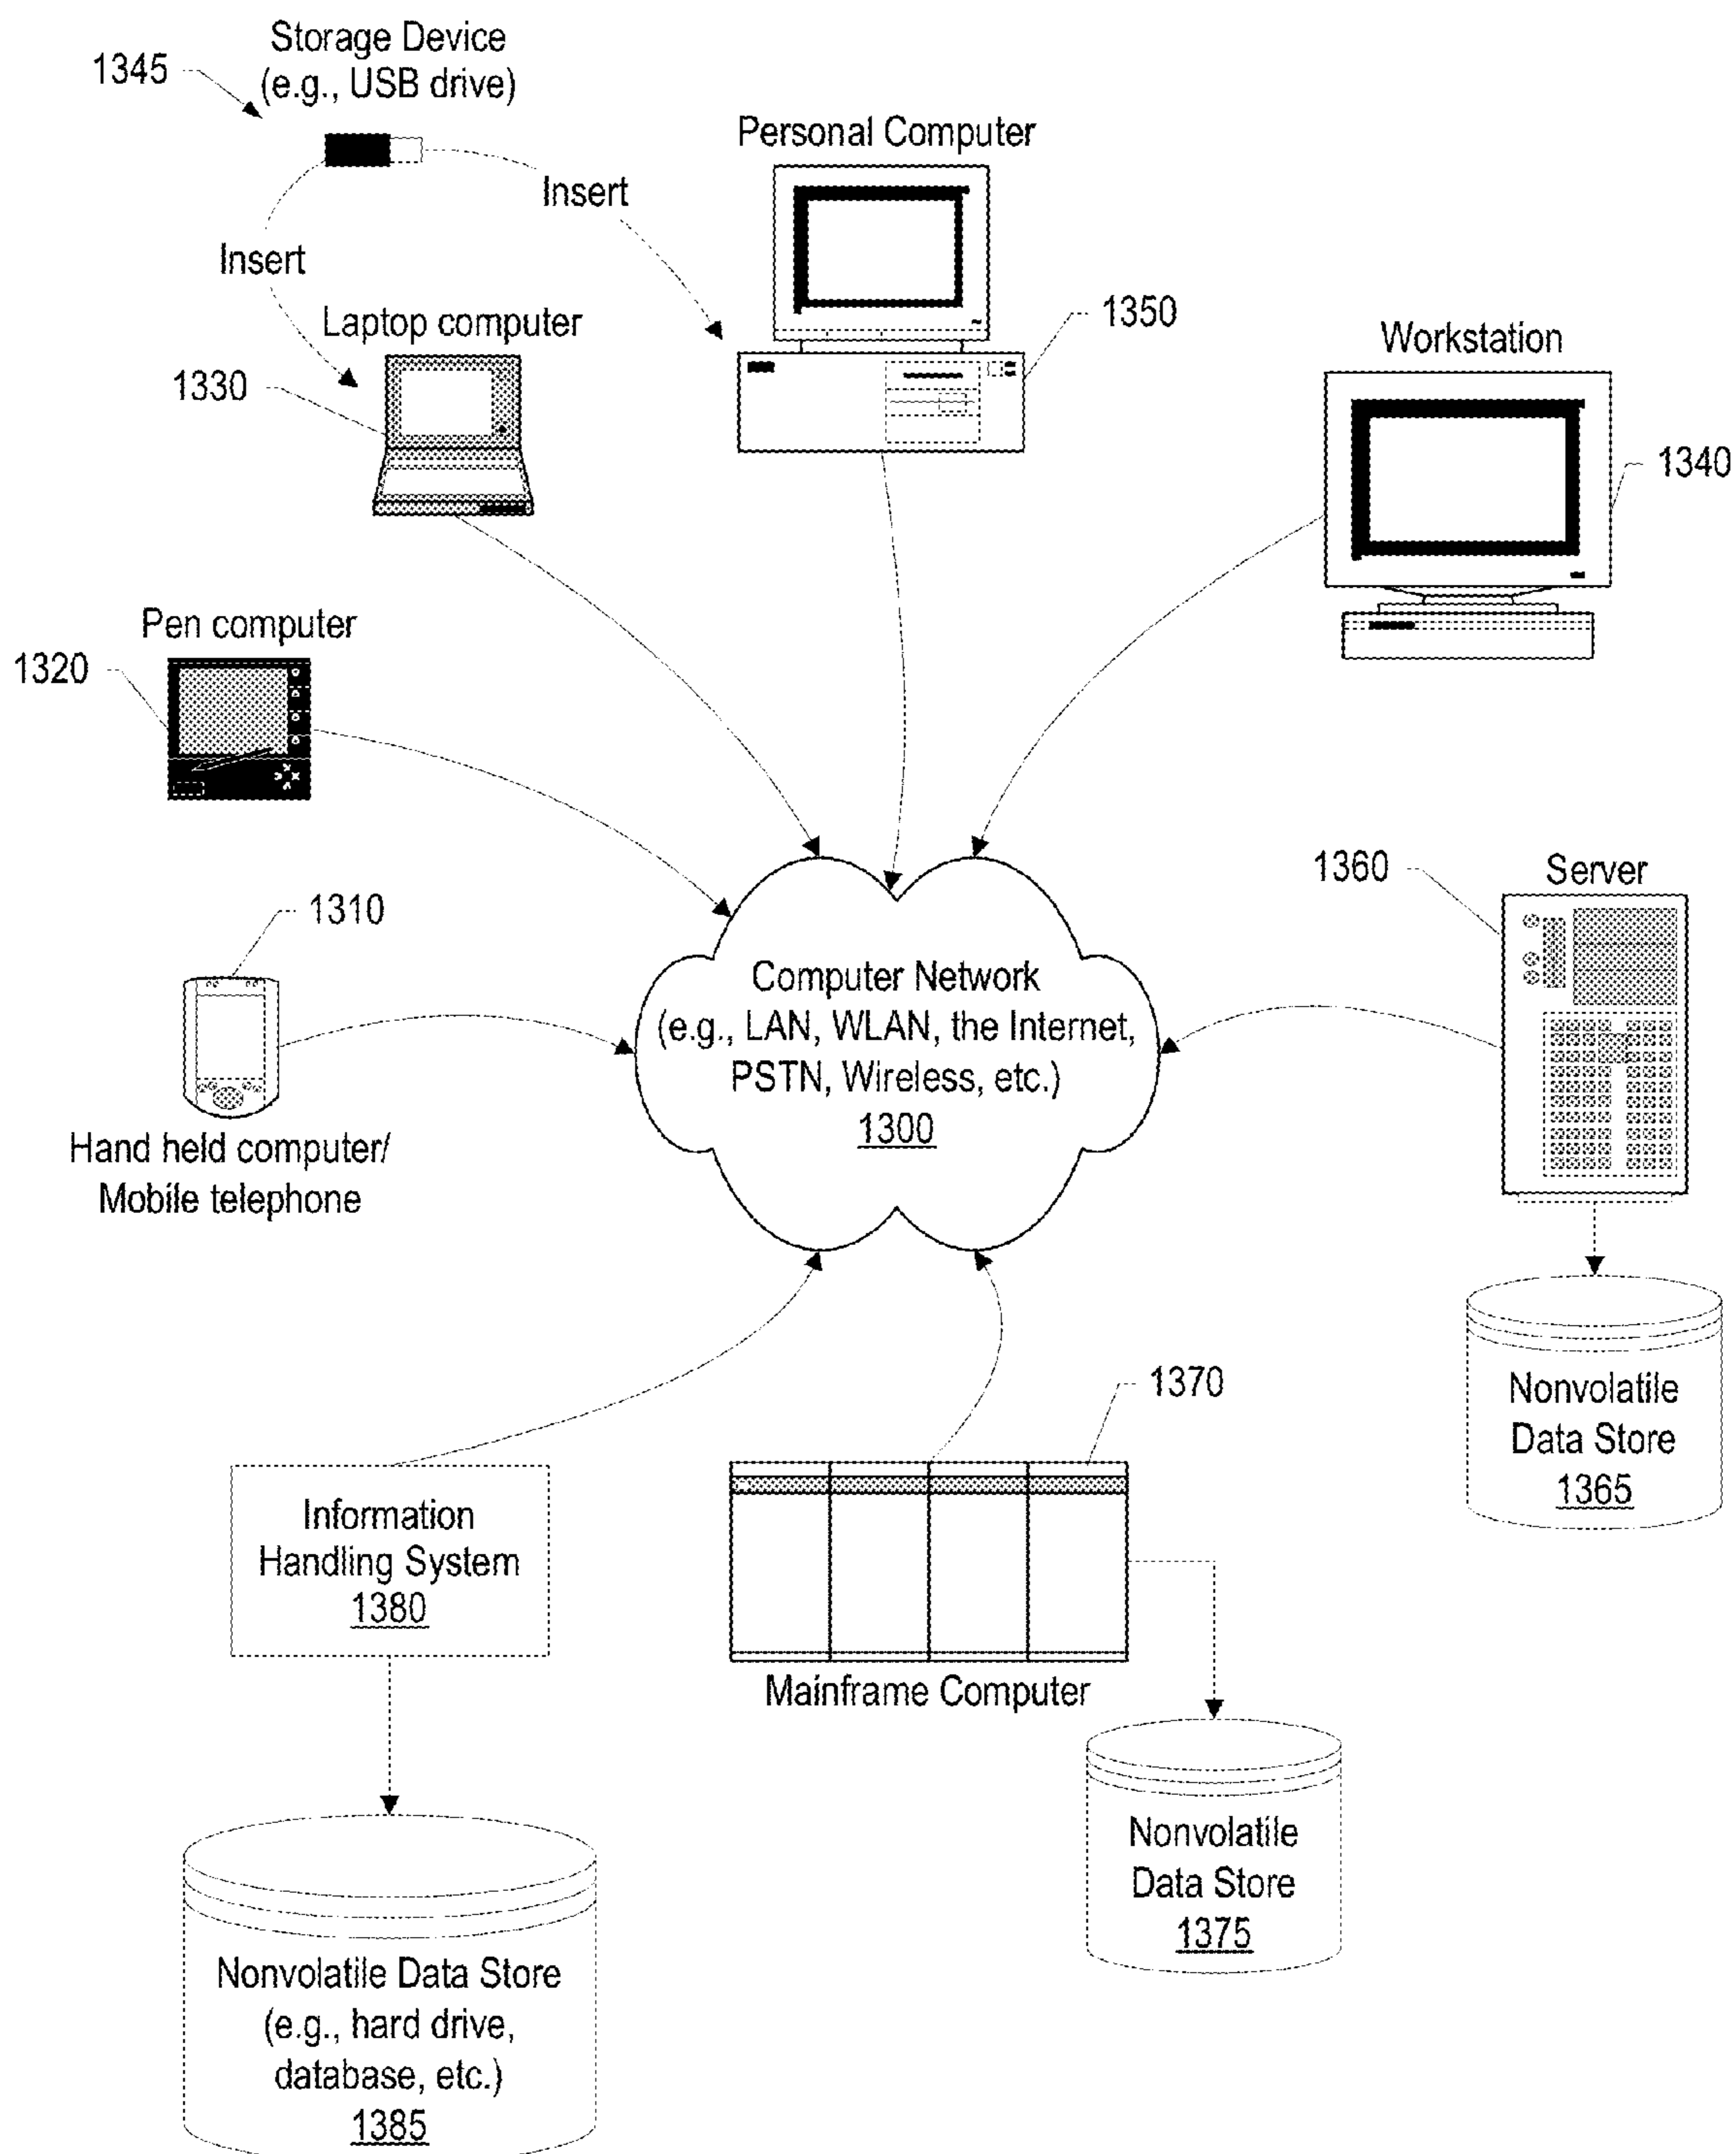 Storage Device
(e.g., USB drive)
1345
Insert
Insert
Personal Computer
1350
Laptop computer
1330
Workstation
1340
Pen computer
1320
1310
Hand held computer/
Mobile telephone
Computer Network
(e.g., LAN, WLAN, the Internet,
PSTN, Wireless, etc.)
1300
1360
Server
Nonvolatile
Data Store
1365
1370
Mainframe Computer
Nonvolatile
Data Store
1375
Information
Handling System
1380
Nonvolatile Data Store
(e.g., hard drive,
database, etc.)
1385